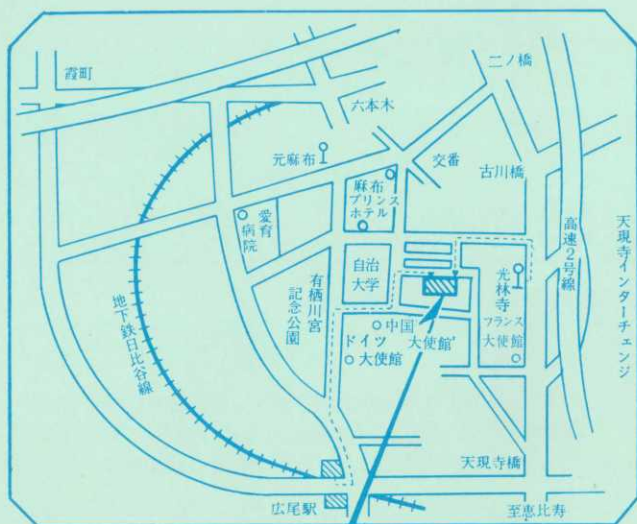 霞町
六本木
二ノ橋
元麻布
交番
古川橋
麻布
プリンス
ホテル
愛育
病院
有栖川宮
記念公園
自治
大学
光林寺
フランス
大使館
高速2号線
天現寺インターチェンジ
地下鉄日比谷線
中国
大使館
ドイツ
大使館
天現寺橋
広尾駅
至恵比寿